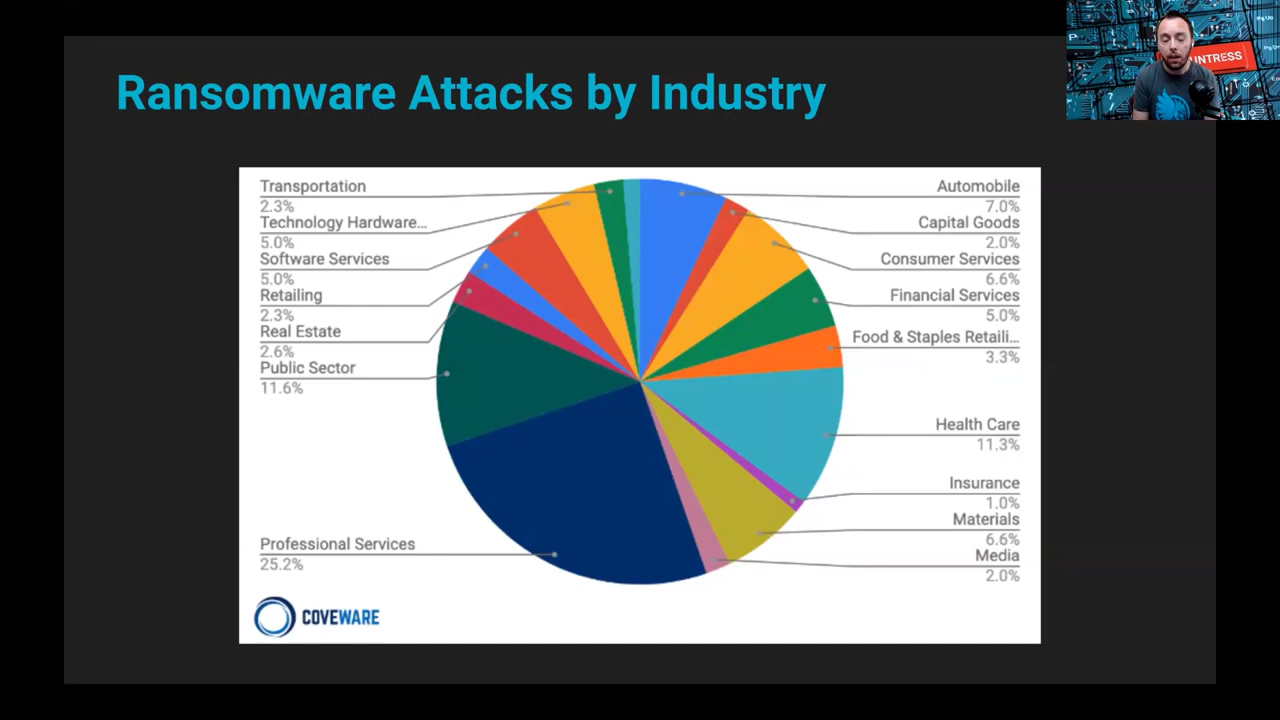 Ransomware Attacks by Industry
UNTRESS
Transportation
2.3%
Technology Hardware…
5.0%
Software Services
5.0%
Retailing
2.3%
Real Estate
2.6%
Public Sector
11.6%
Professional Services
25.2%
Automobile
7.0%
Capital Goods
2.0%
Consumer Services
6.6%
Financial Services
5.0%
Food & Staples Retaili…
3.3%
Health Care
11.3%
Insurance
1.0%
Materials
6.6%
Media
2.0%
COVEWARE